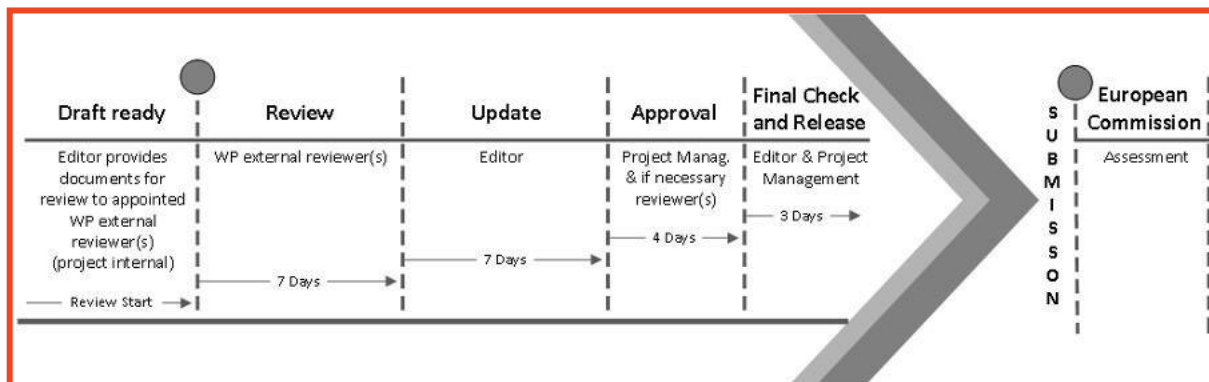 Draft ready
Review
Update
Approval
Final Check
and Release
European
Commission
Editor provides
documents for
review to appointed
WP external
reviewer(s)
(project internal)
WP external reviewer(s)
Editor
Project Manag.
& if necessary
reviewer(s)
Editor & Project
Management
Assessment
Review Start
7 Days
7 Days
4 Days
3 Days
SUBMISSON